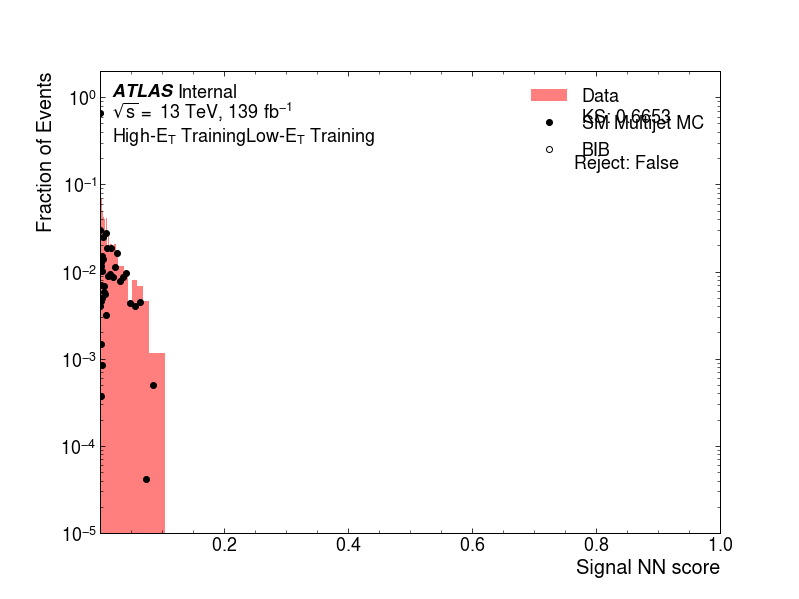 ATLAS Internal
√s = 13 TeV, 139 fb⁻¹
High-E_T TrainingLow-E_T Training
Data
KS: 0.6653
SM Multijet MC
BIB
Reject: False
Fraction of Events
10⁰
10⁻¹
10⁻²
10⁻³
10⁻⁴
10⁻⁵
0.2 0.4 0.6 0.8 1.0
Signal NN score